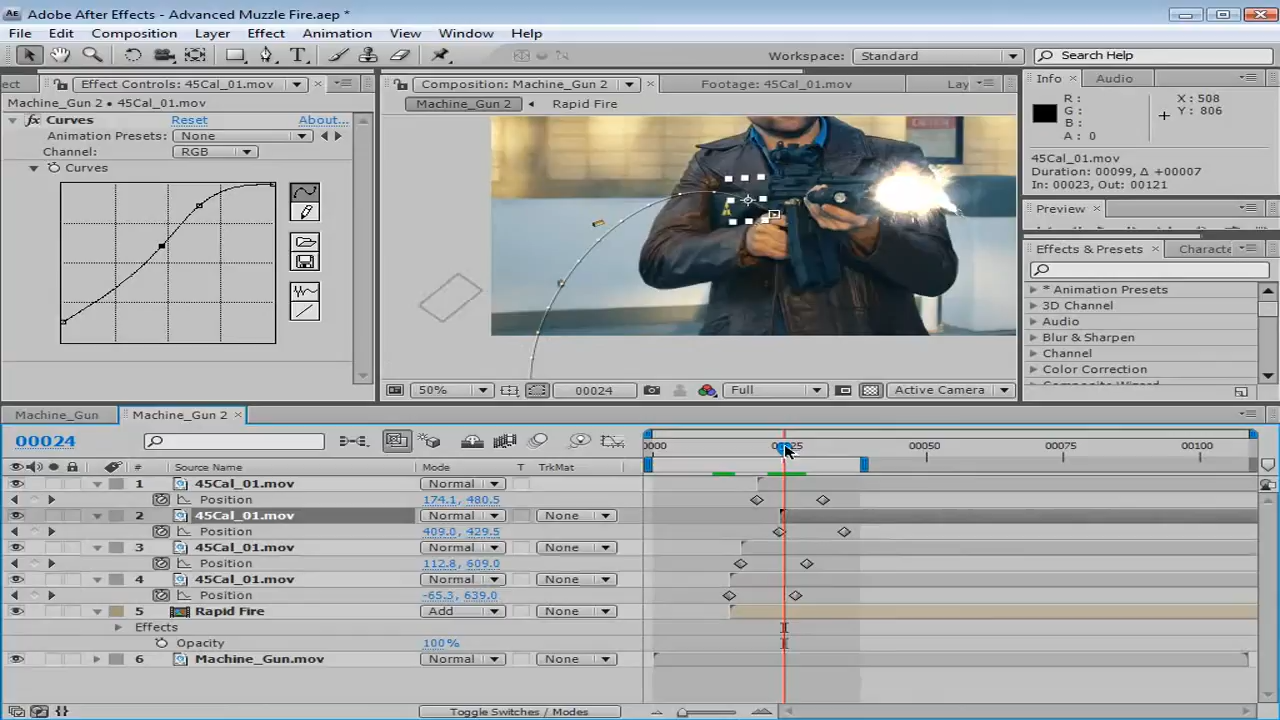 Adobe After Effects - Advanced Muzzle Fire.aep *
File Edit Composition Layer Effect Animation View Window Help
Workspace: Standard Search Help
ect Effect Controls: 45Cal_01.mov
Composition: Machine_Gun 2 Footage: 45Cal_01.mov Lay
Info Audio
Machine_Gun 2 • 45Cal_01.mov
Machine_Gun 2 Rapid Fire
fx Curves Reset About...
Animation Presets: None
Channel: RGB
Curves
R :
G :
B :
A : 0
X : 508
Y : 806
45Cal_01.mov
Duration: 00099, Δ +00007
In: 00023, Out: 00121
Preview
Effects & Presets Characte
* Animation Presets
3D Channel
Audio
Blur & Sharpen
Channel
Color Correction
50% 00024 Full Active Camera
Machine_Gun Machine_Gun 2
00024
0000 00025 00050 00075 00100
# Source Name Mode T TrkMat
1 45Cal_01.mov Normal
Position 174.1, 480.5
2 45Cal_01.mov Normal None
Position 409.0, 429.5
3 45Cal_01.mov Normal None
Position 112.8, 609.0
4 45Cal_01.mov Normal None
Position -65.3, 639.0
5 Rapid Fire Add None
Effects
Opacity 100%
6 Machine_Gun.mov Normal None
Toggle Switches / Modes